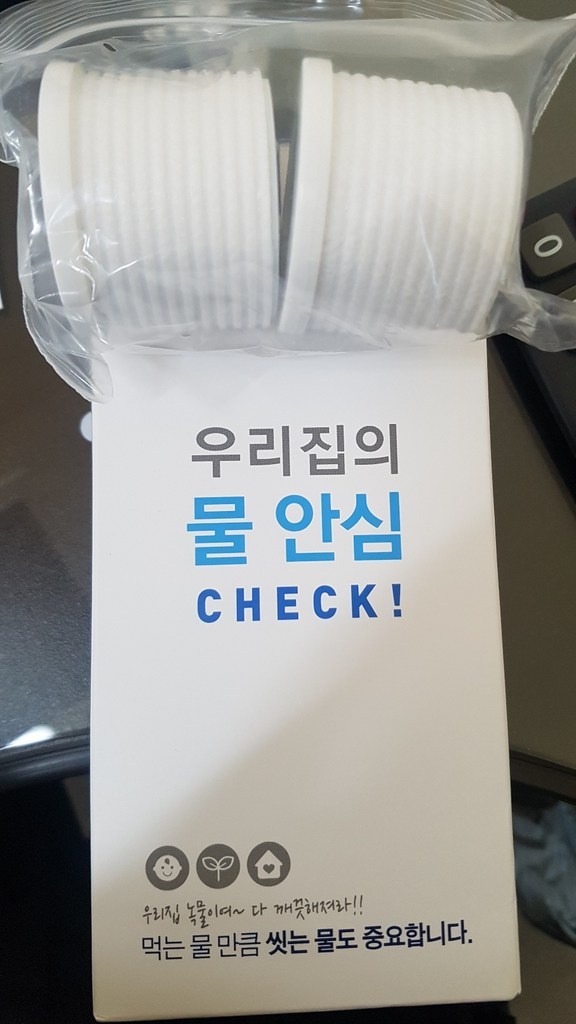 0
우리집의
물 안심
CHECK!
우리집 녹물이여~ 다 깨끗해져라!!
먹는 물 만큼 씻는 물도 중요합니다.